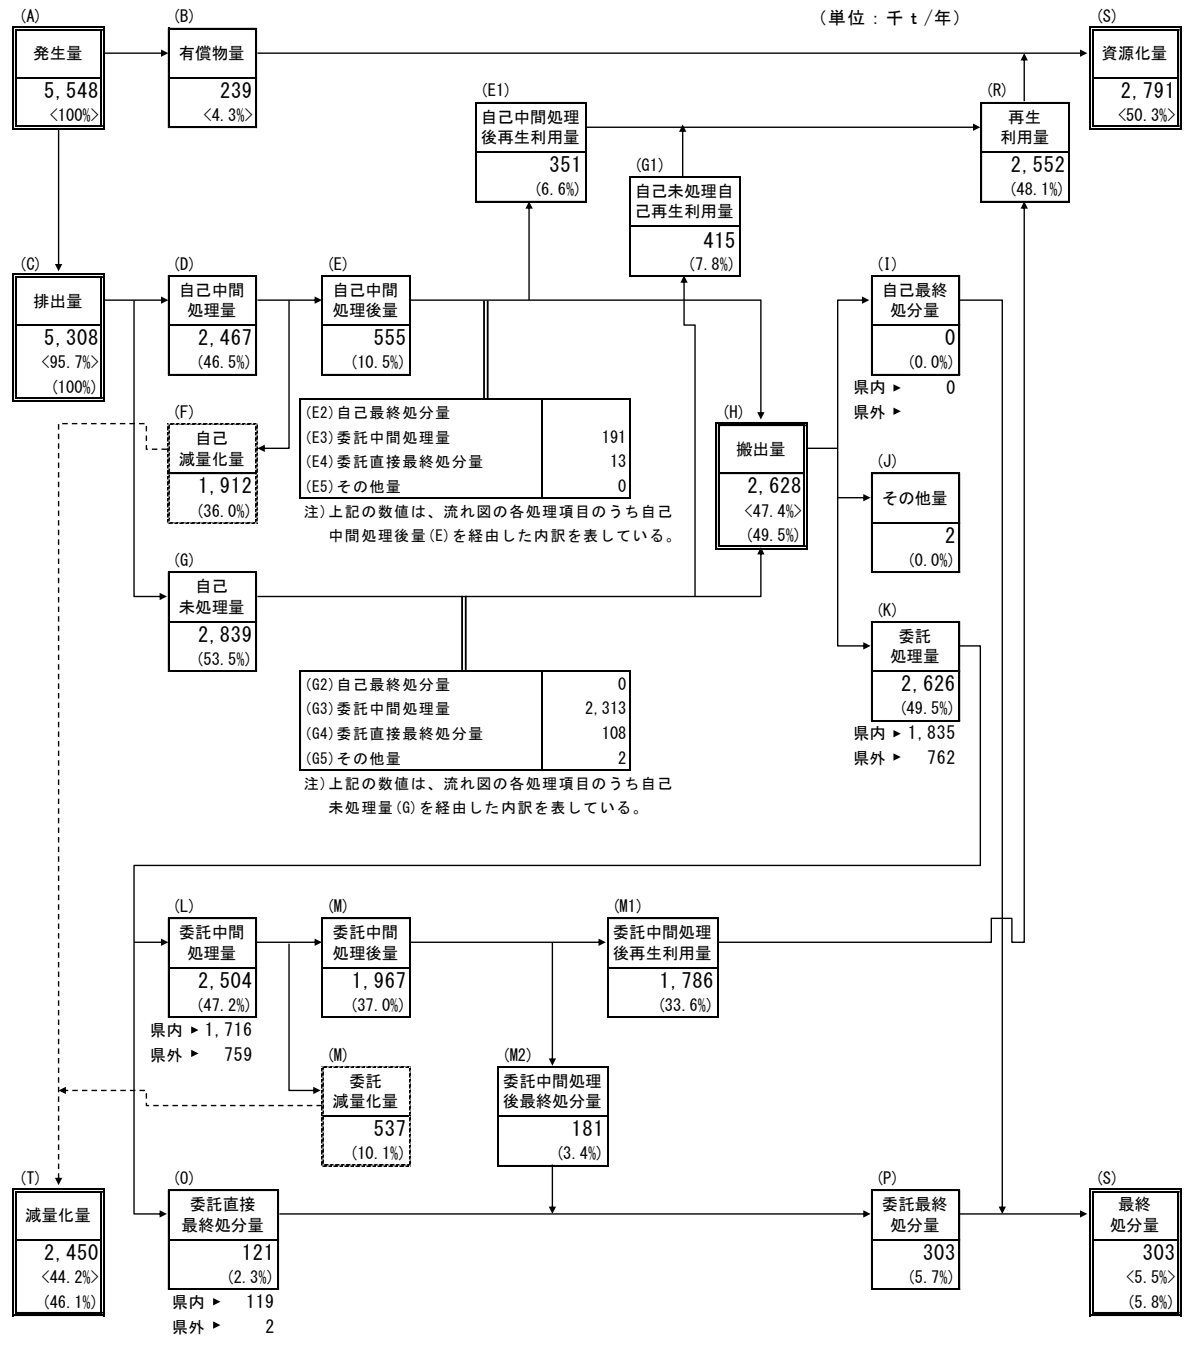 (単位：千ｔ/年)
(A)
発生量
5,548
<100%>
(B)
有償物量
239
<4.3%>
(S)
資源化量
2,791
<50.3%>
(E1)
自己中間処理
後再生利用量
351
(6.6%)
(G1)
自己未処理自
己再生利用量
415
(7.8%)
(R)
再生
利用量
2,552
(48.1%)
(C)
排出量
5,308
<95.7%>
(100%)
(D)
自己中間
処理量
2,467
(46.5%)
(E)
自己中間
処理後量
555
(10.5%)
(I)
自己最終
処分量
0
(0.0%)
県内 ► 0
県外 ►
(F)
自己
減量化量
1,912
(36.0%)
(E2)自己最終処分量
(E3)委託中間処理量 191
(E4)委託直接最終処分量 13
(E5)その他量 0
注)上記の数値は、流れ図の各処理項目のうち自己
中間処理後量(E)を経由した内訳を表している。
(H)
搬出量
2,628
<47.4%>
(49.5%)
(J)
その他量
2
(0.0%)
(G)
自己
未処理量
2,839
(53.5%)
(G2)自己最終処分量 0
(G3)委託中間処理量 2,313
(G4)委託直接最終処分量 108
(G5)その他量 2
注)上記の数値は、流れ図の各処理項目のうち自己
未処理量(G)を経由した内訳を表している。
(K)
委託
処理量
2,626
(49.5%)
県内 ► 1,835
県外 ► 762
(L)
委託中間
処理量
2,504
(47.2%)
県内 ► 1,716
県外 ► 759
(M)
委託中間
処理後量
1,967
(37.0%)
(M1)
委託中間処理
後再生利用量
1,786
(33.6%)
(M)
委託
減量化量
537
(10.1%)
(M2)
委託中間処理
後最終処分量
181
(3.4%)
(T)
減量化量
2,450
<44.2%>
(46.1%)
(O)
委託直接
最終処分量
121
(2.3%)
県内 ► 119
県外 ► 2
(P)
委託最終
処分量
303
(5.7%)
(S)
最終
処分量
303
<5.5%>
(5.8%)